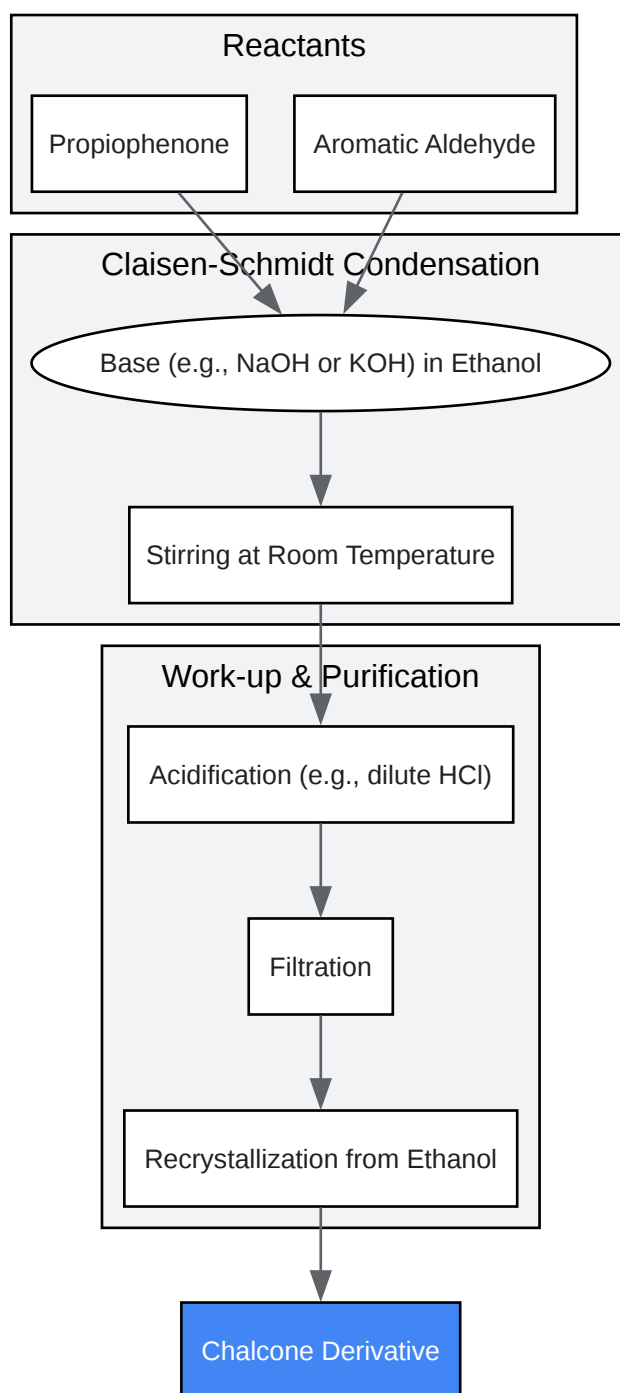 Reactants
Propiophenone
Aromatic Aldehyde
Claisen-Schmidt Condensation
Base (e.g., NaOH or KOH) in Ethanol
Stirring at Room Temperature
Work-up & Purification
Acidification (e.g., dilute HCl)
Filtration
Recrystallization from Ethanol
Chalcone Derivative